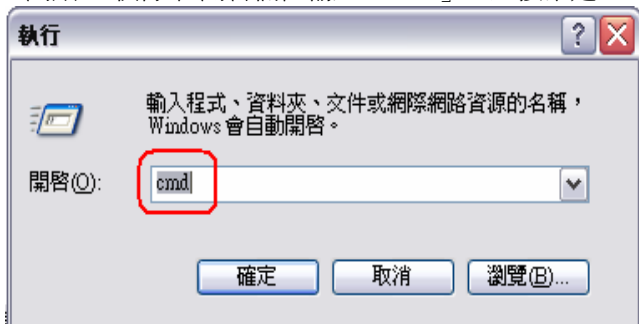 執行
輸入程式、資料夾、文件或網際網路資源的名稱，
Windows 會自動開啓。
開啓(O):
cmd
確定
取消
瀏覽(B)...